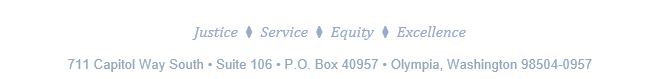 Justice ⧫ Service ⧫ Equity ⧫ Excellence
711 Capitol Way South • Suite 106 • P.O. Box 40957 • Olympia, Washington 98504-0957